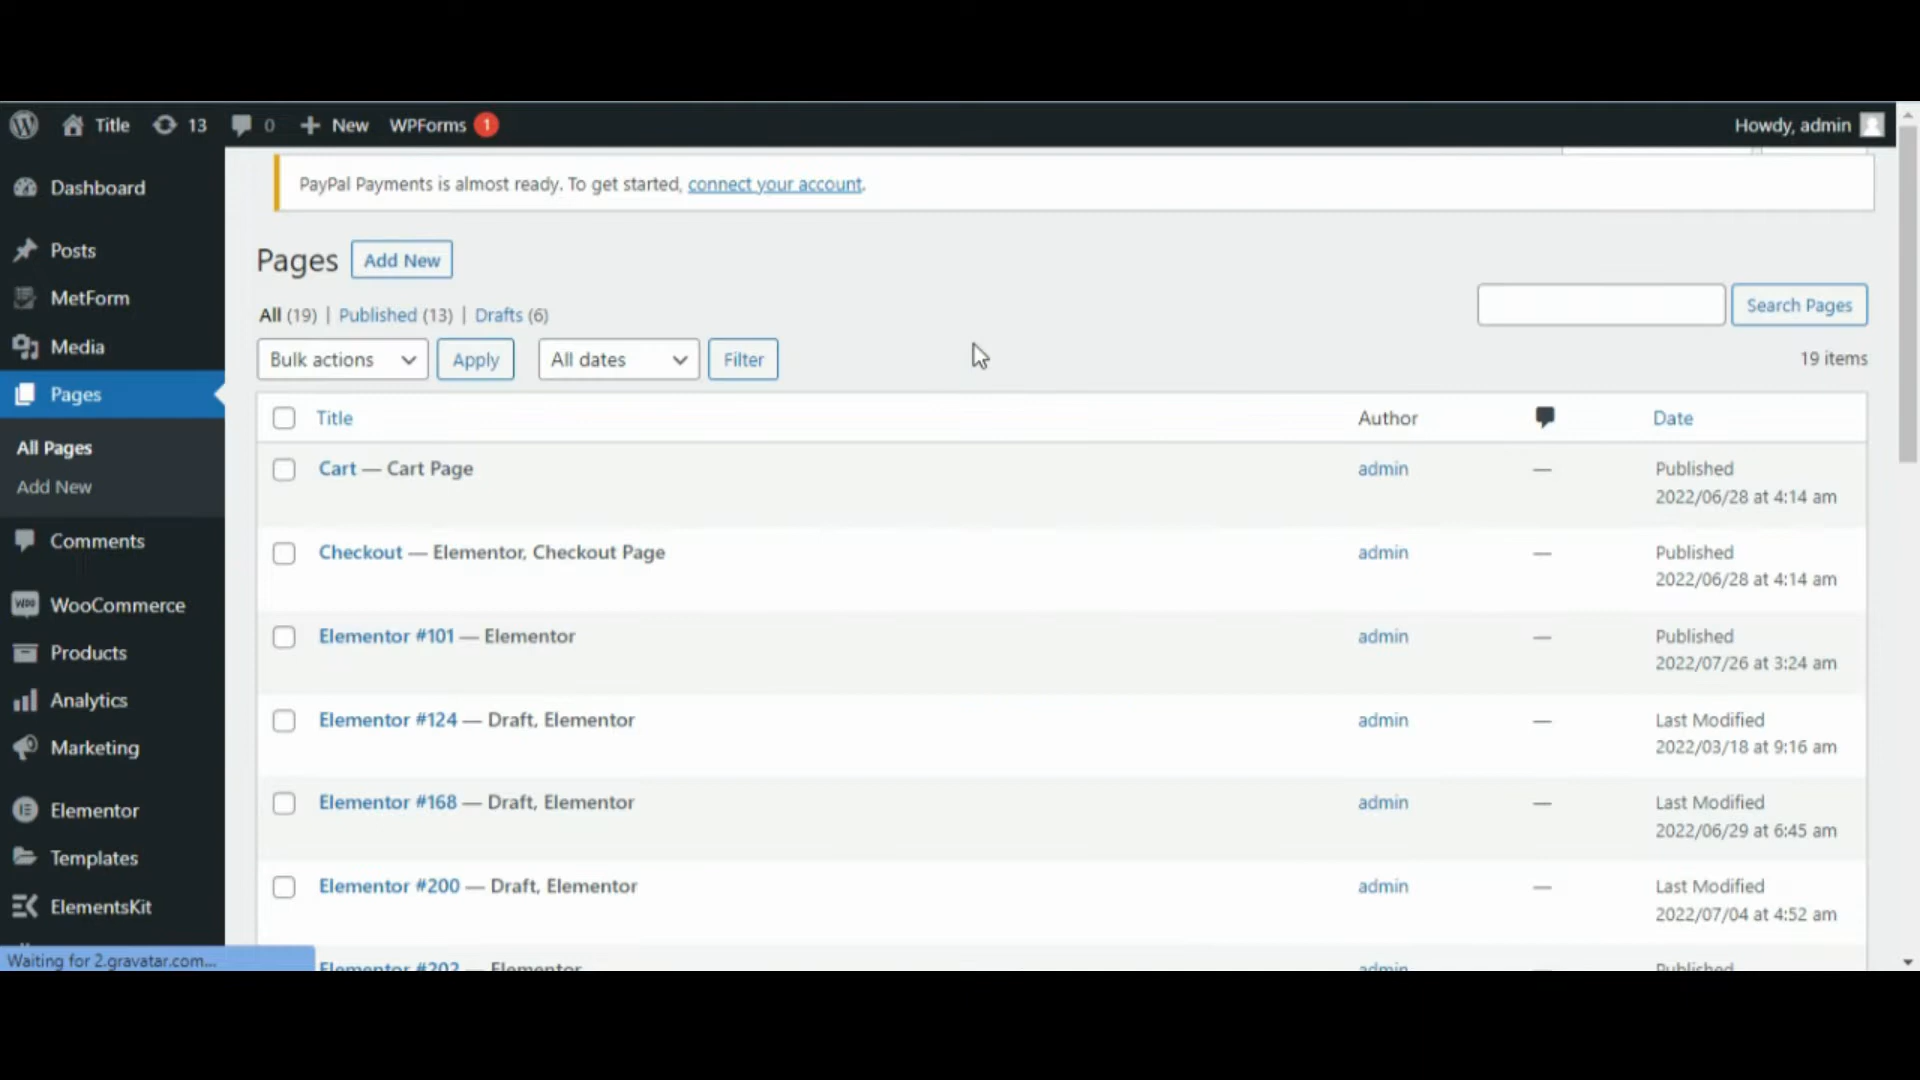 Title 13 0 New WPForms 1 Howdy, admin
Dashboard
PayPal Payments is almost ready. To get started, connect your account.
Posts
MetForm
Media
Pages
All Pages
Add New
Comments
WooCommerce
Products
Analytics
Marketing
Elementor
Templates
ElementsKit
Pages Add New
All (19) | Published (13) | Drafts (6)
Search Pages
Bulk actions Apply All dates Filter 19 items
Title Author Date
Cart — Cart Page admin — Published
2022/06/28 at 4:14 am
Checkout — Elementor, Checkout Page admin — Published
2022/06/28 at 4:14 am
Elementor #101 — Elementor admin — Published
2022/07/26 at 3:24 am
Elementor #124 — Draft, Elementor admin — Last Modified
2022/03/18 at 9:16 am
Elementor #168 — Draft, Elementor admin — Last Modified
2022/06/29 at 6:45 am
Elementor #200 — Draft, Elementor admin — Last Modified
2022/07/04 at 4:52 am
Elementor #202 — Elementor admin — Published
Waiting for 2.gravatar.com...